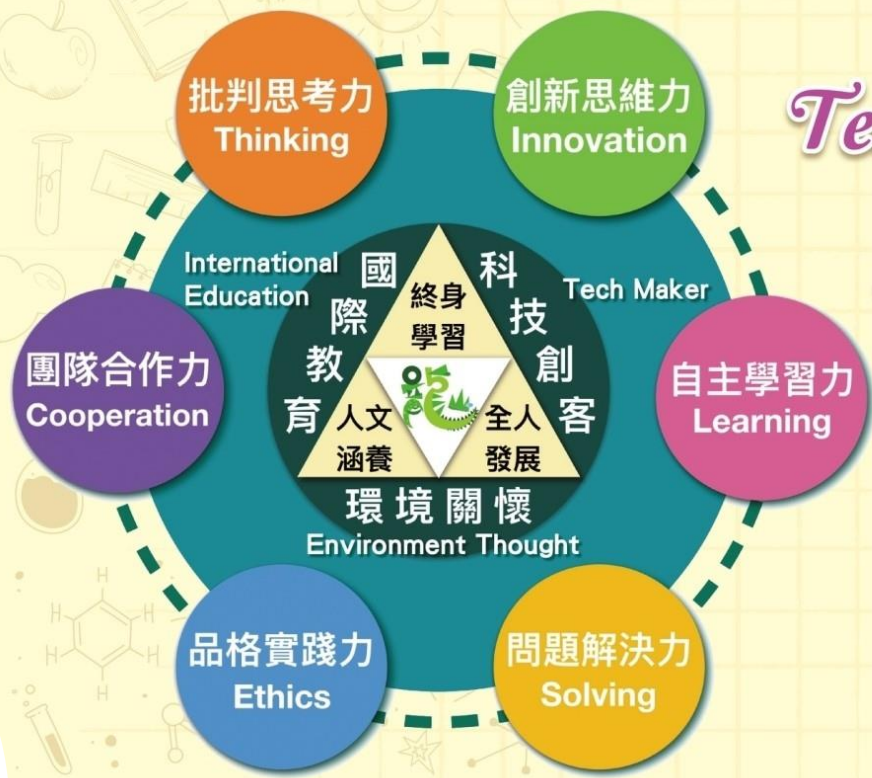 批判思考力
Thinking
創新思維力
Innovation
Te
International
Education
國際教育
科技創客
Tech Maker
終身
學習
團隊合作力
Cooperation
自主學習力
Learning
人文
涵養
全人
發展
環境關懷
Environment Thought
品格實踐力
Ethics
問題解決力
Solving